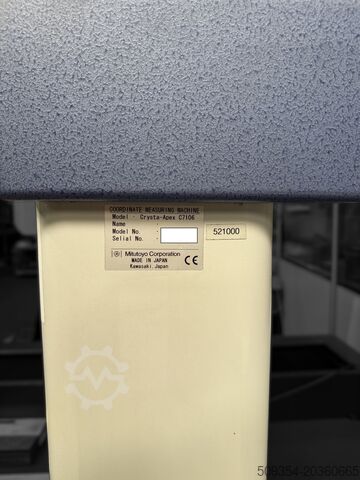 COORDINATE MEASURING MACHINE
Model - Crysta-Apex C7106
Name
Model No. -
Serial No. -
521000
Mitutoyo Corporation
MADE IN JAPAN
Kawasaki, Japan
CE
509354-20360665